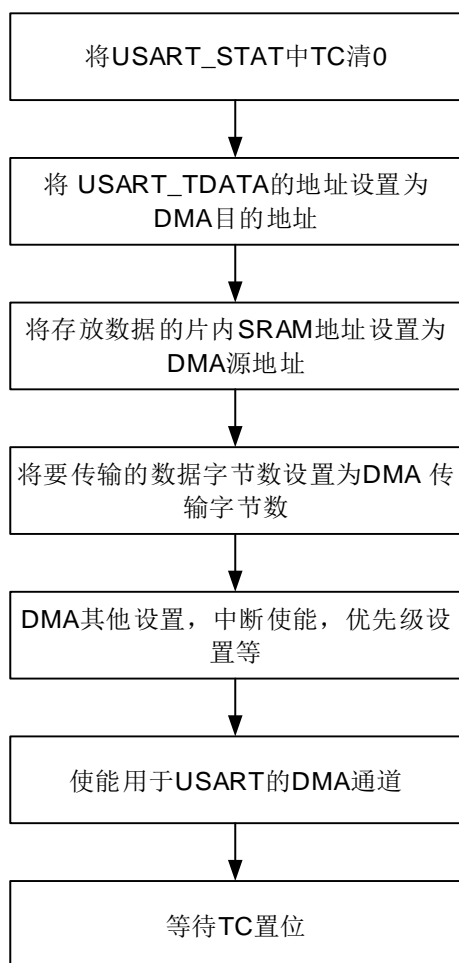 将USART_STAT中TC清0
将 USART_TDATA的地址设置为
DMA目的地址
将存放数据的片内SRAM地址设置为
DMA源地址
将要传输的数据字节数设置为DMA 传
输字节数
DMA其他设置，中断使能，优先级设
置等
使能用于USART的DMA通道
等待TC置位